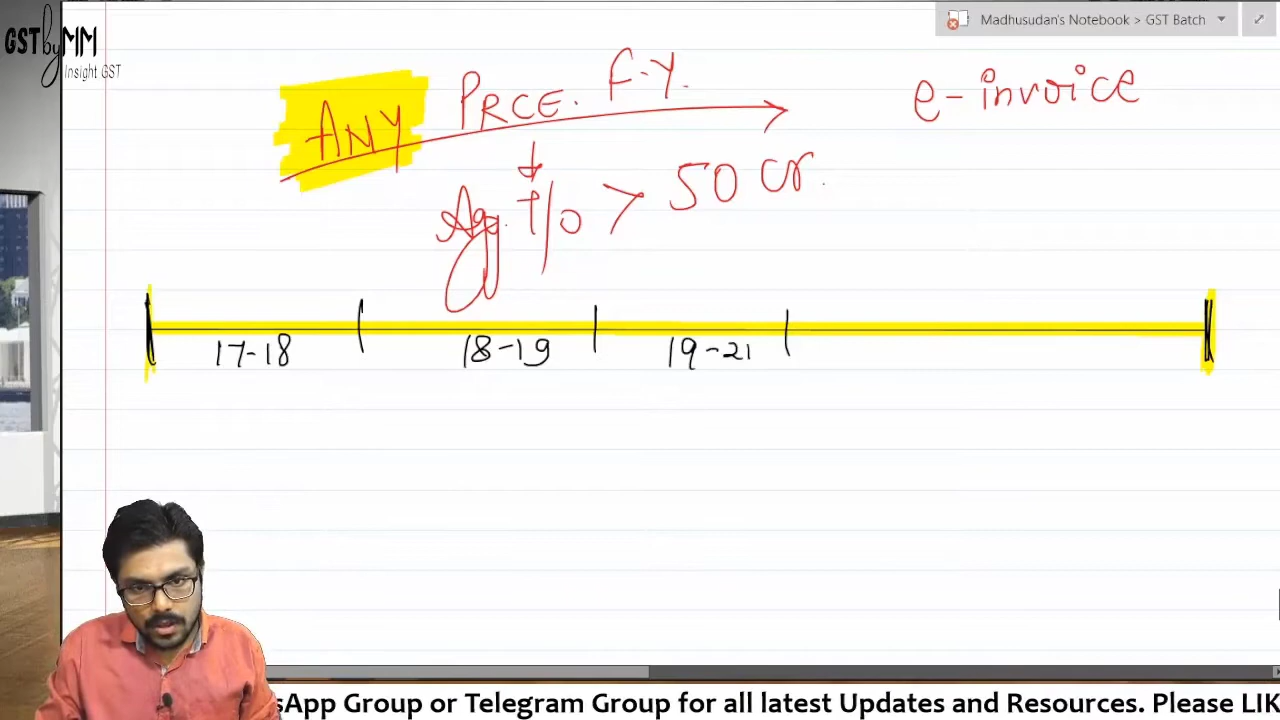 GST by MM
Insight GST
Madhusudan's Notebook > GST Batch
ANY PRCE. F.Y.
e-invoice
Agg. T/O > 50 Cr.
17-18 18-19 19-21
sApp Group or Telegram Group for all latest Updates and Resources. Please LIK